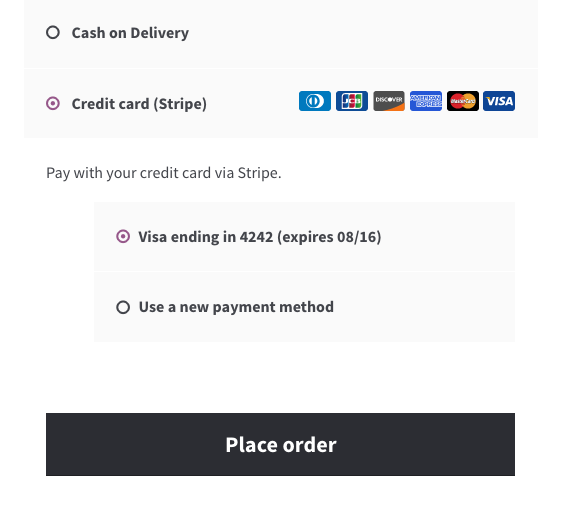 Cash on Delivery
Credit card (Stripe) JCB DISCOVER AMERICAN EXPRESS MasterCard VISA
Pay with your credit card via Stripe.
Visa ending in 4242 (expires 08/16)
Use a new payment method
Place order